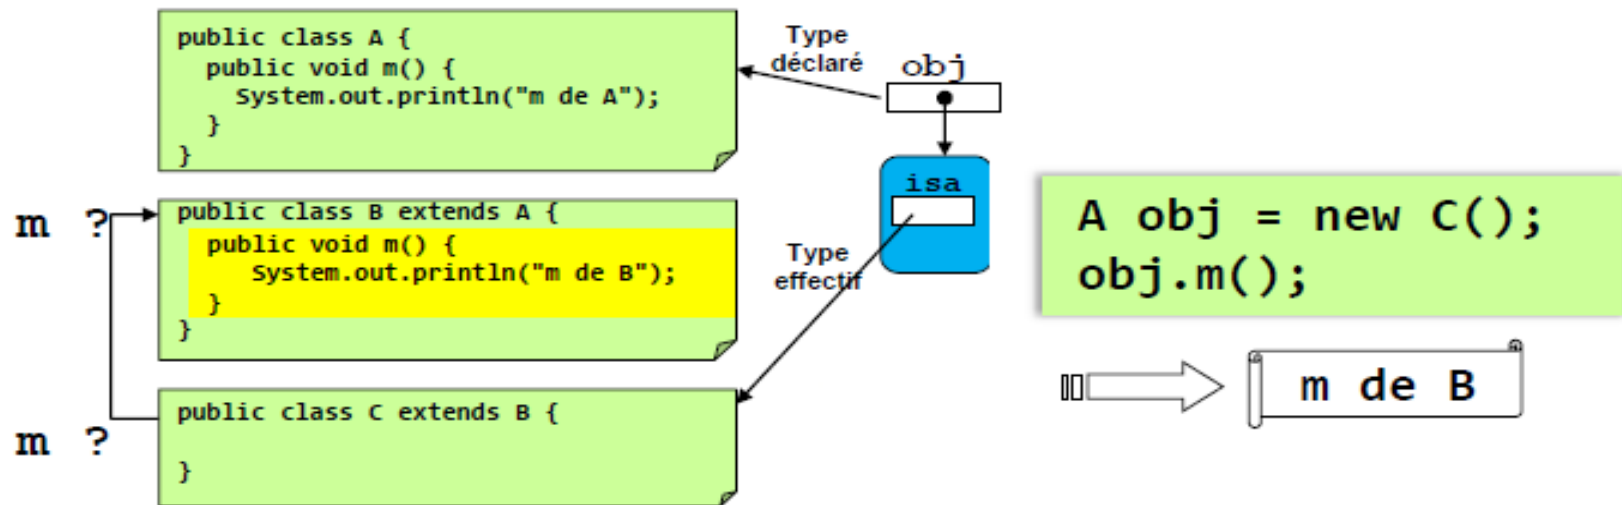 public class A {
public void m() {
System.out.println("m de A");
}
}
Type
déclaré
obj
isa
m ?
public class B extends A {
public void m() {
System.out.println("m de B");
}
}
Type
effectif
m ?
public class C extends B {
}
A obj = new C();
obj.m();
m de B